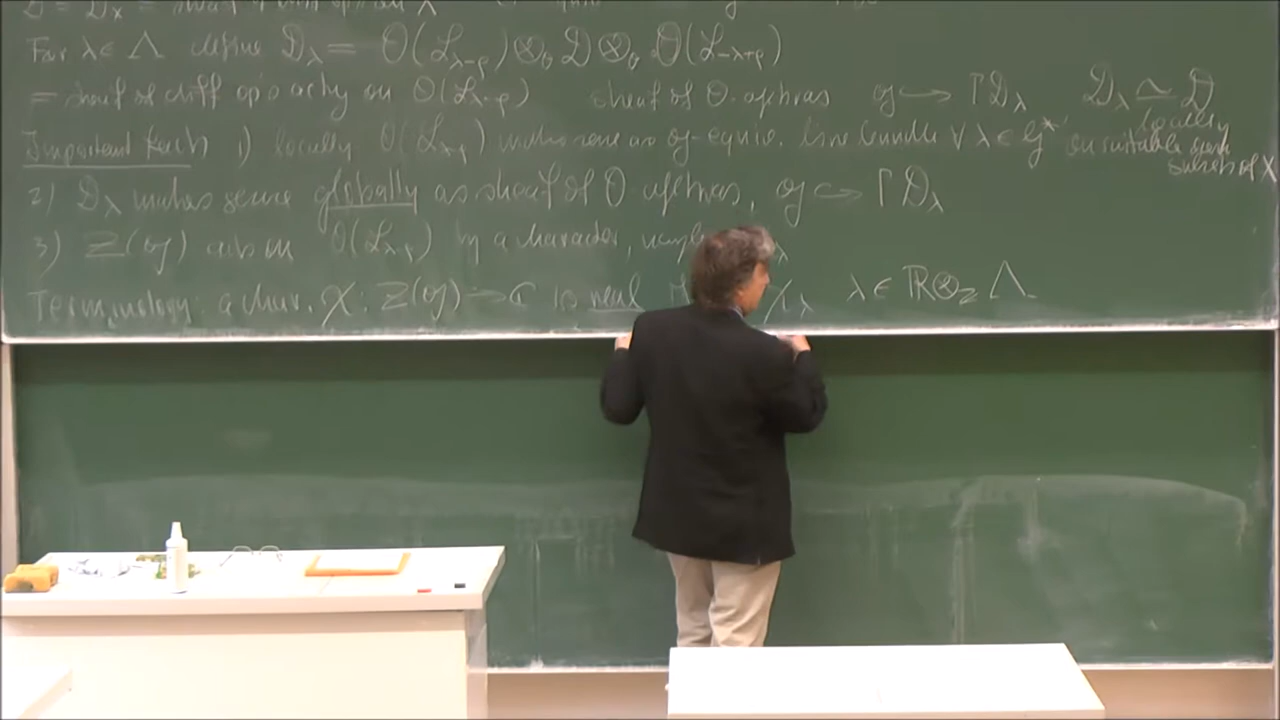 For λ ∈ Λ define 𝒟_λ = 𝒪(ℒ_{λ-ρ}) ⊗_𝒪 𝒟 ⊗_𝒪 𝒪(ℒ_{-λ+ρ})
= sheaf of diff op's acting on 𝒪(ℒ_{λ-ρ}) sheaf of 𝒪-algebras 𝔤 ↪ Γ𝒟_λ 𝒟_λ ≃ 𝒟
locally
on suitable open
subsets of X
Important facts 1) locally 𝒪(ℒ_{λ-ρ}) makes sense as 𝔤-equiv. line bundle ∀ λ ∈ 𝔥*
2) 𝒟_λ makes sense globally as sheaf of 𝒪-algebras, 𝔤 ↪ Γ𝒟_λ
3) Z(𝔤) acts on 𝒪(ℒ_{λ-ρ}) by a character,
Terminology: a char. χ: Z(𝔤) → ℂ is real λ ∈ ℝ ⊗_ℤ Λ